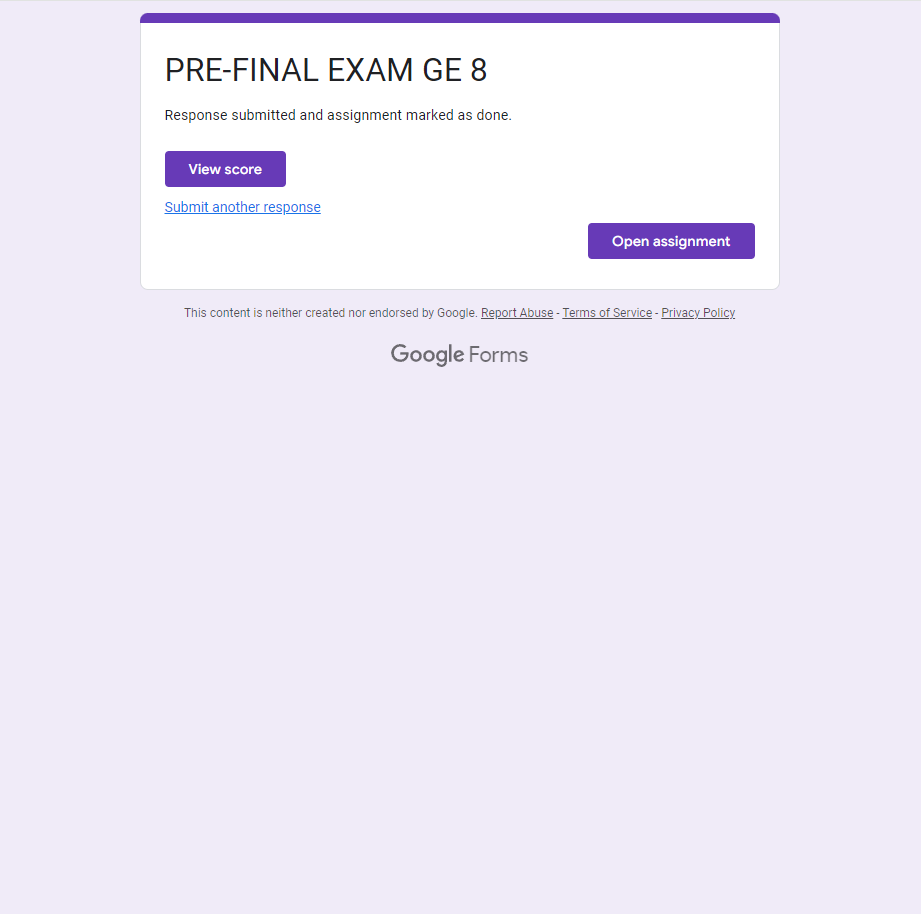 PRE-FINAL EXAM GE 8
Response submitted and assignment marked as done.
View score
Submit another response
Open assignment
This content is neither created nor endorsed by Google. Report Abuse - Terms of Service - Privacy Policy
Google Forms